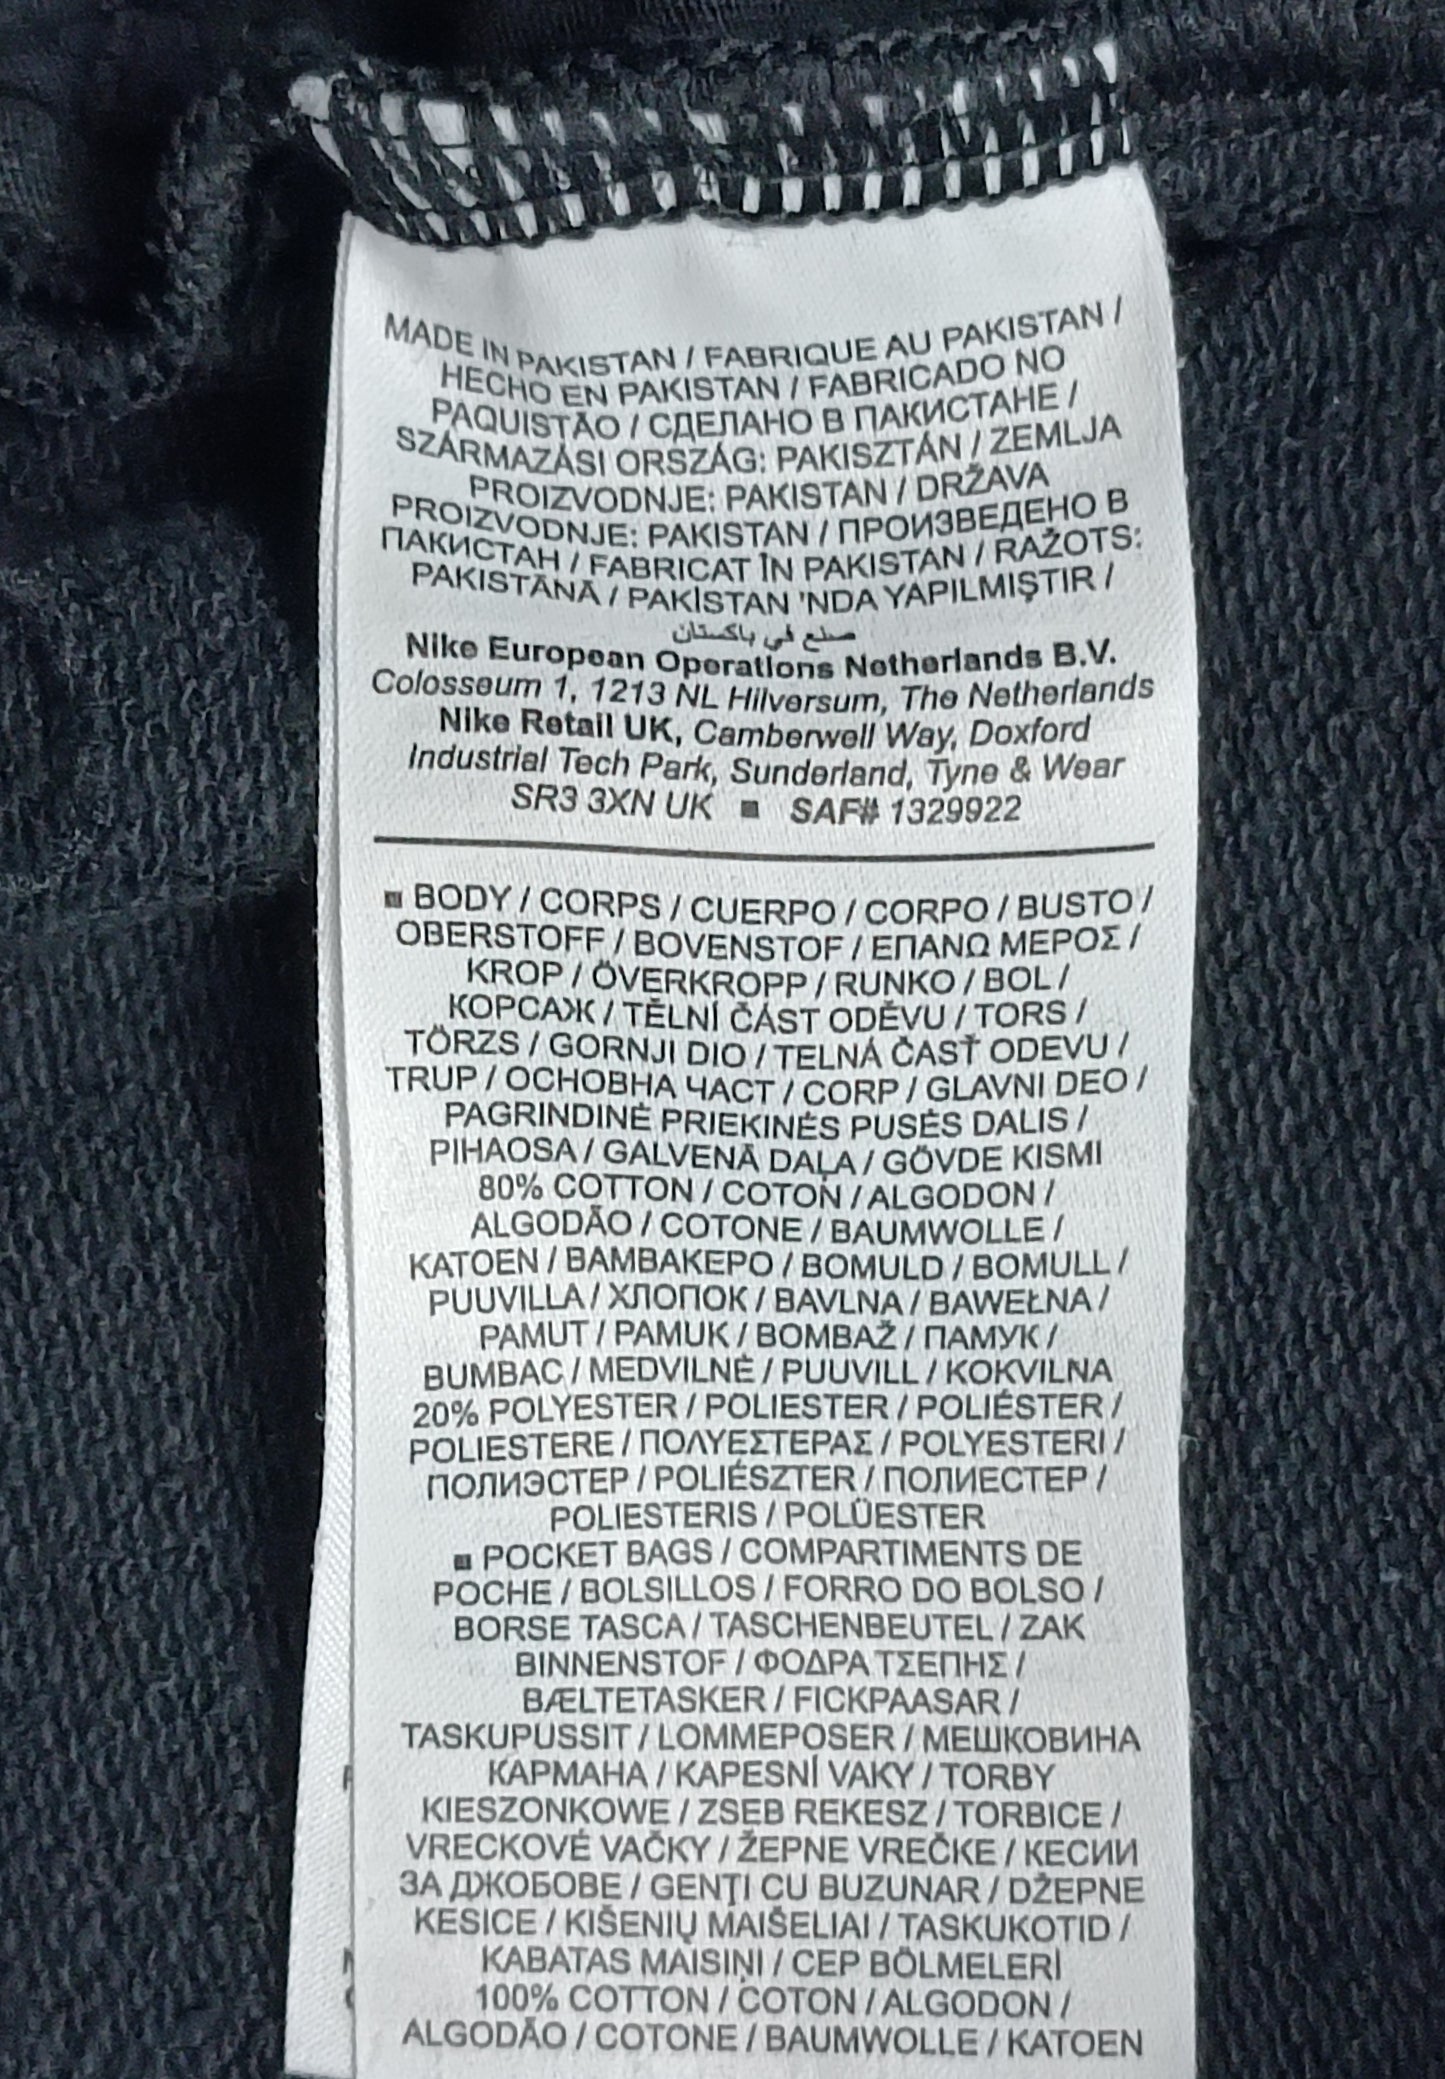 MADE IN PAKISTAN / FABRIQUE AU PAKISTAN /
HECHO EN PAKISTAN / FABRICADO NO
PAQUISTÃO / СДЕЛАНО В ПАКИСТАНЕ /
SZÁRMAZÁSI ORSZÁG: PAKISZTÁN / ZEMLJA
PROIZVODNJE: PAKISTAN / DRŽAVA
PROIZVODNJE: PAKISTAN / ПРОИЗВЕДЕНО В
ПАКИСТАН / FABRICAT ÎN PAKISTAN / RAŽOTS:
PAKISTĀNĀ / PAKİSTAN 'NDA YAPILMIŞTIR /
صنع في باكستان
Nike European Operations Netherlands B.V.
Colosseum 1, 1213 NL Hilversum, The Netherlands
Nike Retail UK, Camberwell Way, Doxford
Industrial Tech Park, Sunderland, Tyne & Wear
SR3 3XN UK ■ SAF# 1329922
■ BODY / CORPS / CUERPO / CORPO / BUSTO /
OBERSTOFF / BOVENSTOF / ΕΠΑΝΩ ΜΕΡΟΣ /
KROP / ÖVERKROPP / RUNKO / BOL /
КОРСАЖ / TĚLNÍ ČÁST ODĚVU / TORS /
TÖRZS / GORNJI DIO / TELNÁ ČASŤ ODEVU /
TRUP / ОСНОВНА ЧАСТ / CORP / GLAVNI DEO /
PAGRINDINĖ PRIEKINĖS PUSĖS DALIS /
PIHAOSA / GALVENĀ DAĻA / GÖVDE KISMI
80% COTTON / COTON / ALGODON /
ALGODÃO / COTONE / BAUMWOLLE /
KATOEN / ΒΑΜΒΑΚΕΡΟ / BOMULD / BOMULL /
PUUVILLA / ХЛОПОК / BAVLNA / BAWEŁNA /
PAMUT / PAMUK / BOMBAŽ / ПАМУК /
BUMBAC / MEDVILNĖ / PUUVILL / KOKVILNA
20% POLYESTER / POLIESTER / POLIÉSTER /
POLIESTERE / ΠΟΛΥΕΣΤΕΡΑΣ / POLYESTERI /
ПОЛИЭСТЕР / POLIÉSZTER / ПОЛИЕСТЕР /
POLIESTERIS / POLÜESTER
■ POCKET BAGS / COMPARTIMENTS DE
POCHE / BOLSILLOS / FORRO DO BOLSO /
BORSE TASCA / TASCHENBEUTEL / ZAK
BINNENSTOF / ΦΟΔΡΑ ΤΣΕΠΗΣ /
BÆLTETASKER / FICKPAASAR /
TASKUPUSSIT / LOMMEPOSER / МЕШКОВИНА
КАРМАНА / KAPESNÍ VAKY / TORBY
KIESZONKOWE / ZSEB REKESZ / TORBICE /
VRECKOVÉ VAČKY / ŽEPNE VREČKE / КЕСИИ
ЗА ДЖОБОВЕ / GENŢI CU BUZUNAR / DŽEPNE
KESICE / KIŠENIŲ MAIŠELIAI / TASKUKOTID /
KABATAS MAISIŅI / CEP BÖLMELERİ
100% COTTON / COTON / ALGODON /
ALGODÃO / COTONE / BAUMWOLLE / KATOEN